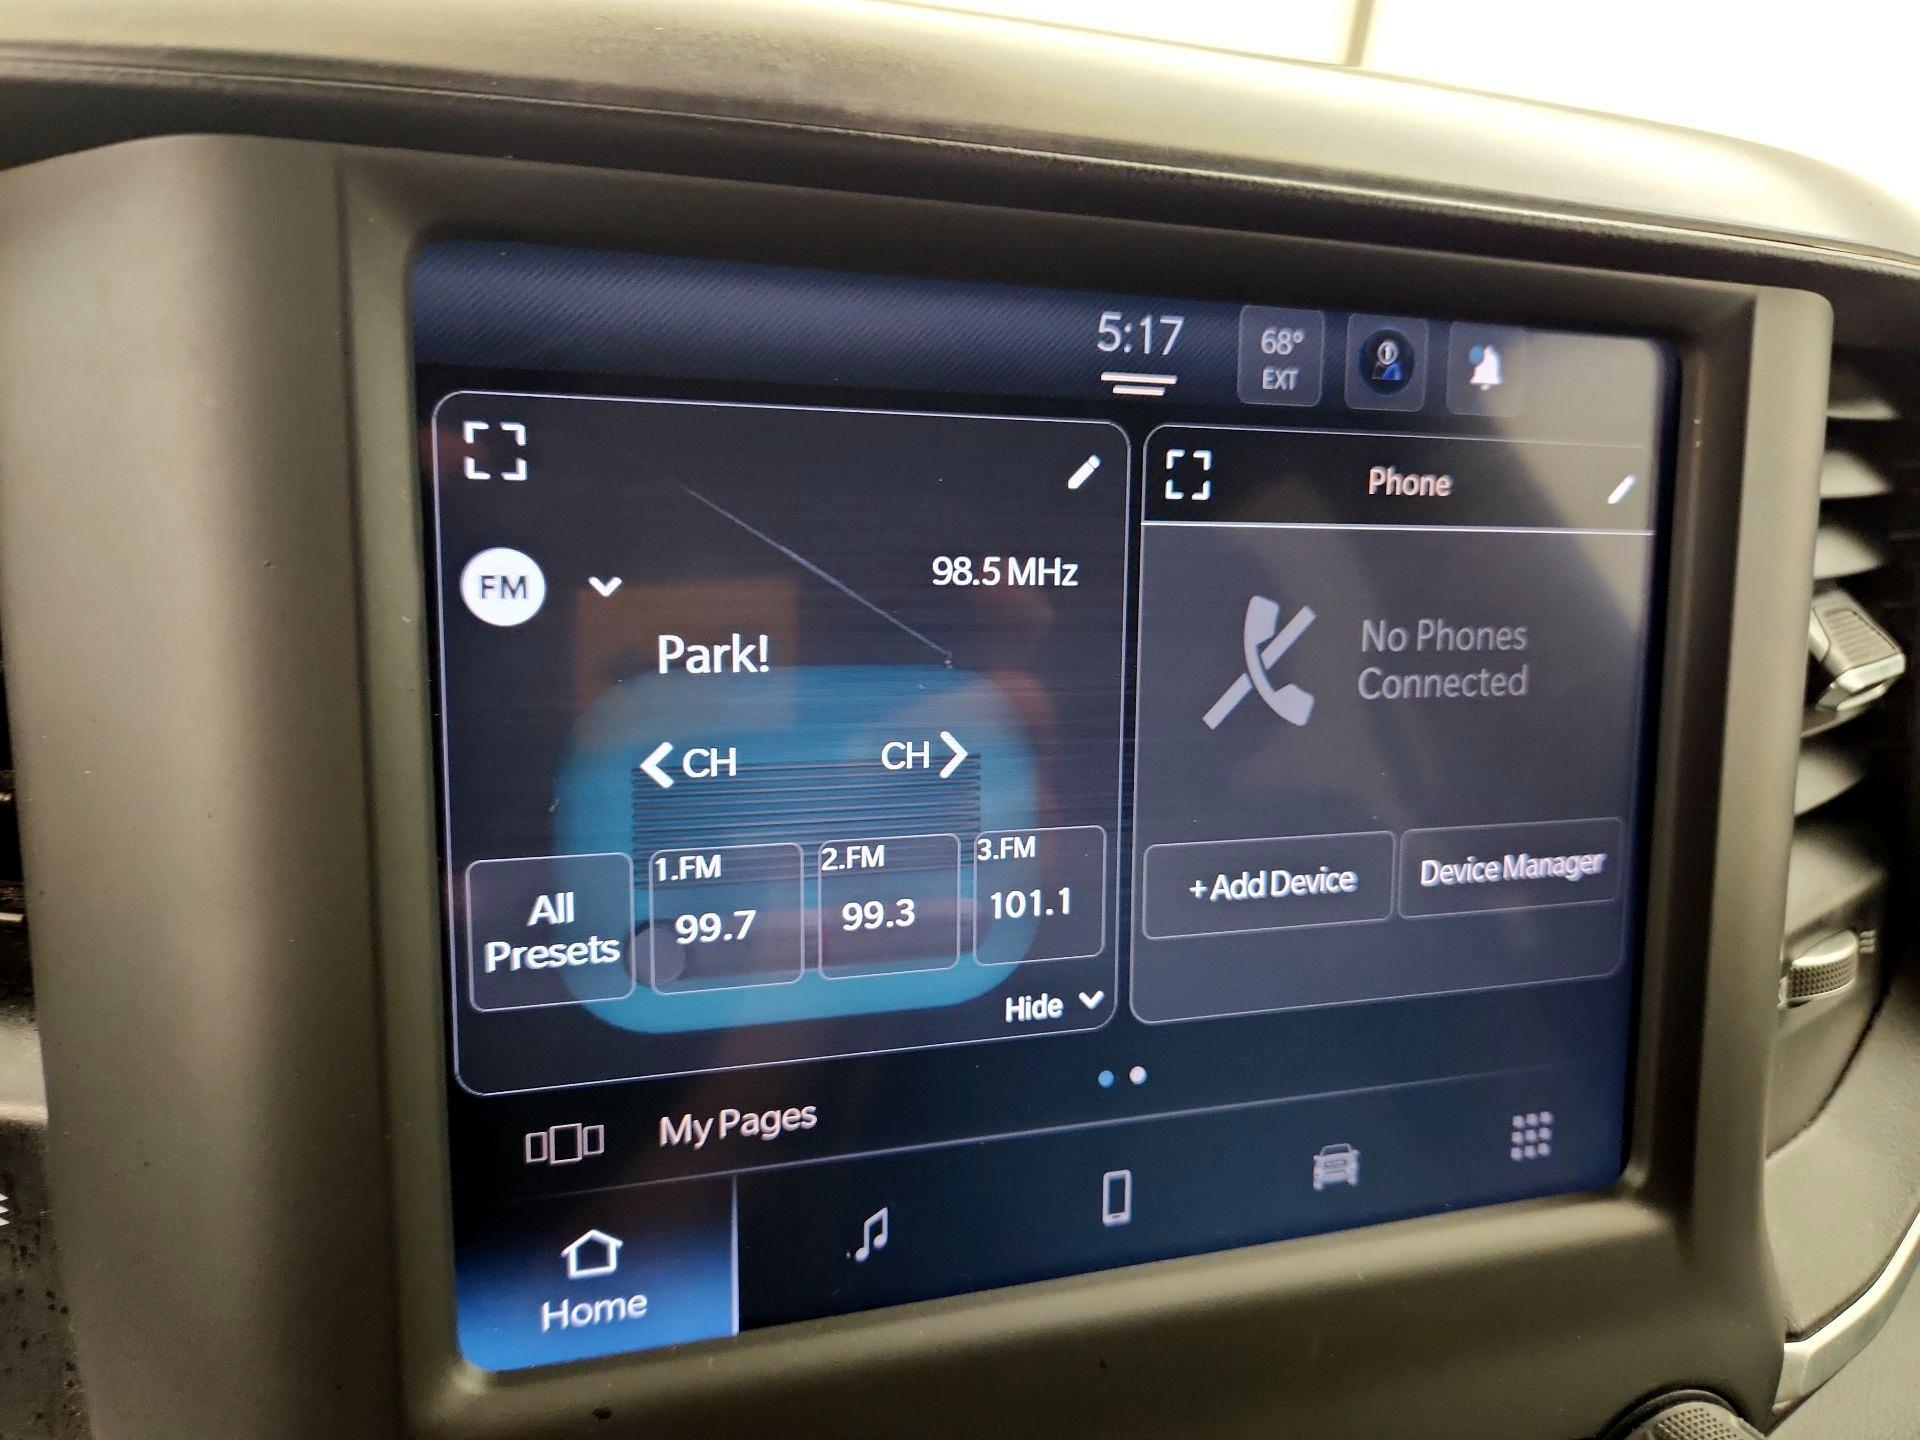 5:17
68°
EXT
FM
98.5 MHz
Park!
CH
CH
All
Presets
1.FM
99.7
2.FM
99.3
3.FM
101.1
Hide
Phone
No Phones
Connected
+Add Device
Device Manager
My Pages
Home